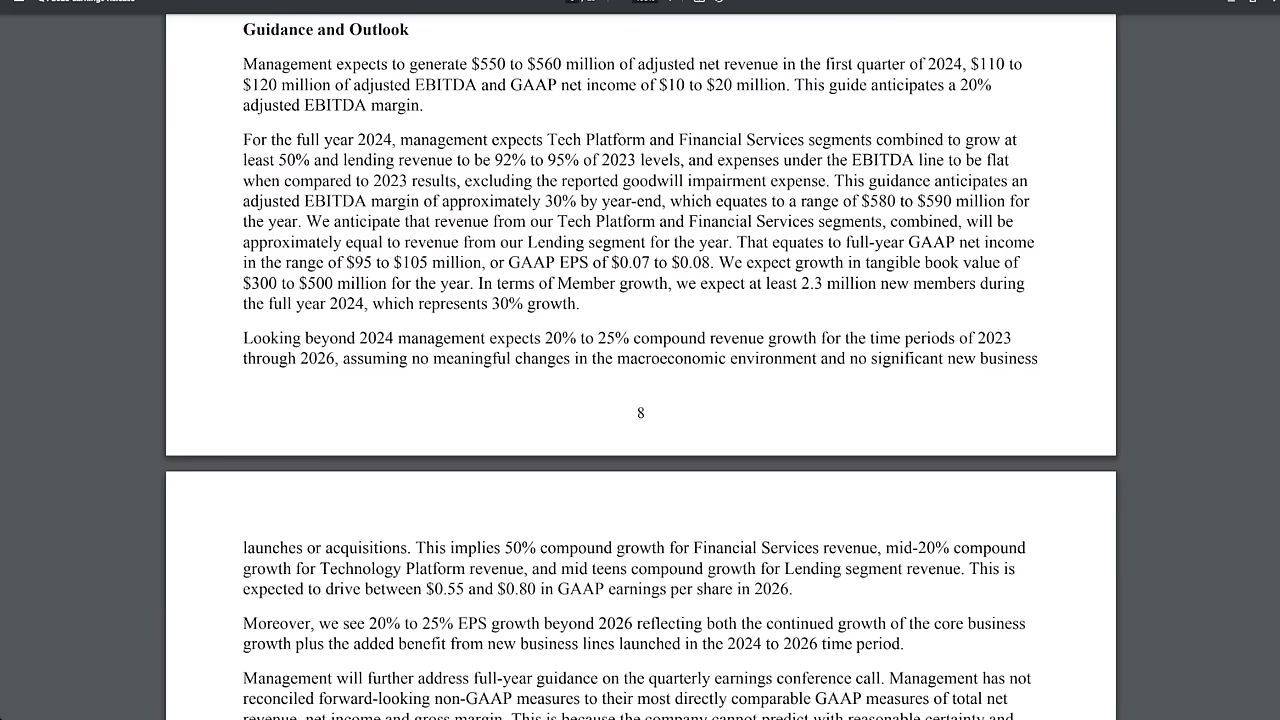 Guidance and Outlook
Management expects to generate $550 to $560 million of adjusted net revenue in the first quarter of 2024, $110 to
$120 million of adjusted EBITDA and GAAP net income of $10 to $20 million. This guide anticipates a 20%
adjusted EBITDA margin.
For the full year 2024, management expects Tech Platform and Financial Services segments combined to grow at
least 50% and lending revenue to be 92% to 95% of 2023 levels, and expenses under the EBITDA line to be flat
when compared to 2023 results, excluding the reported goodwill impairment expense. This guidance anticipates an
adjusted EBITDA margin of approximately 30% by year-end, which equates to a range of $580 to $590 million for
the year. We anticipate that revenue from our Tech Platform and Financial Services segments, combined, will be
approximately equal to revenue from our Lending segment for the year. That equates to full-year GAAP net income
in the range of $95 to $105 million, or GAAP EPS of $0.07 to $0.08. We expect growth in tangible book value of
$300 to $500 million for the year. In terms of Member growth, we expect at least 2.3 million new members during
the full year 2024, which represents 30% growth.
Looking beyond 2024 management expects 20% to 25% compound revenue growth for the time periods of 2023
through 2026, assuming no meaningful changes in the macroeconomic environment and no significant new business
8
launches or acquisitions. This implies 50% compound growth for Financial Services revenue, mid-20% compound
growth for Technology Platform revenue, and mid teens compound growth for Lending segment revenue. This is
expected to drive between $0.55 and $0.80 in GAAP earnings per share in 2026.
Moreover, we see 20% to 25% EPS growth beyond 2026 reflecting both the continued growth of the core business
growth plus the added benefit from new business lines launched in the 2024 to 2026 time period.
Management will further address full-year guidance on the quarterly earnings conference call. Management has not
reconciled forward-looking non-GAAP measures to their most directly comparable GAAP measures of total net
revenue, net income and gross margin. This is because the company cannot predict with reasonable certainty and